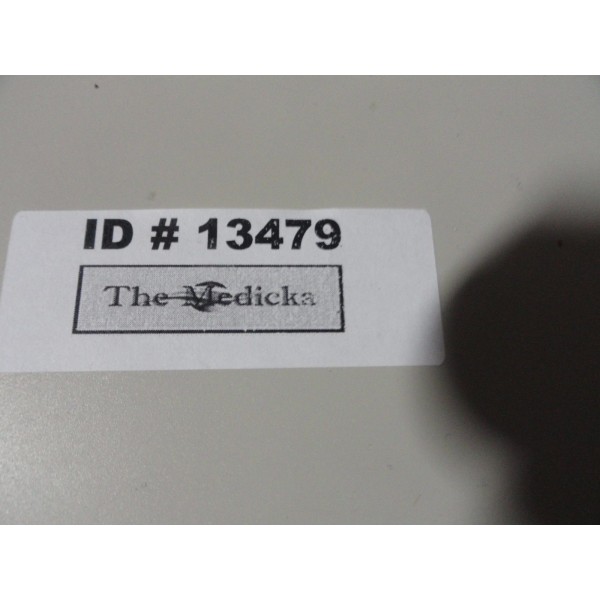 ID # 13479
The Medicka